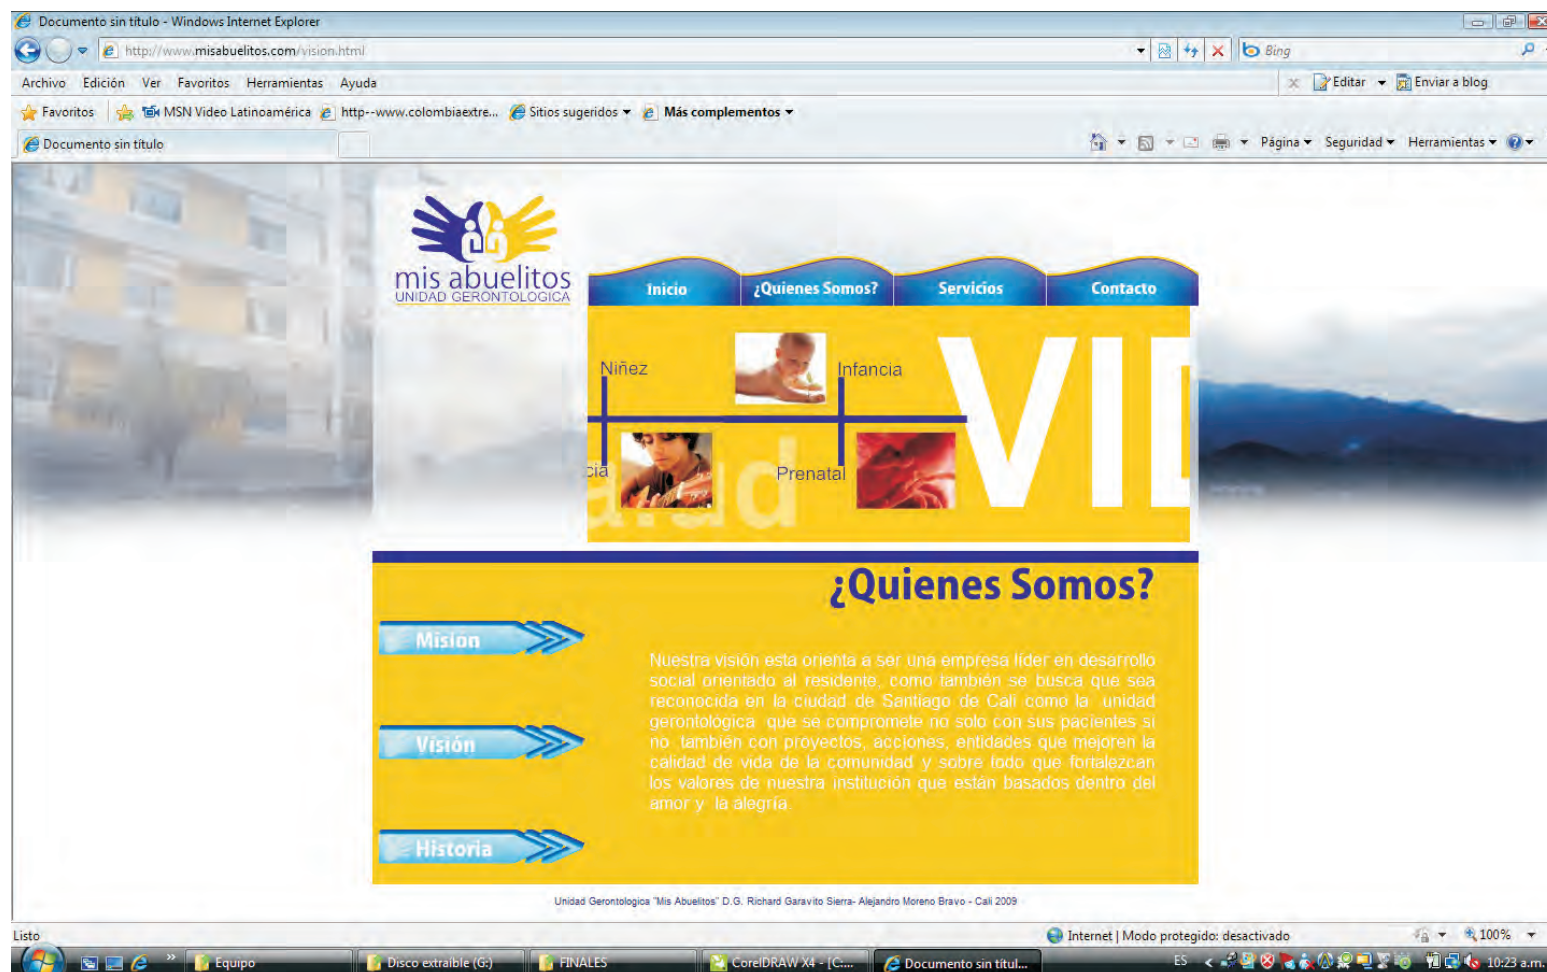 Documento sin título - Windows Internet Explorer
http://www.misabuelitos.com/vision.html
Bing
Archivo Edición Ver Favoritos Herramientas Ayuda
Editar Enviar a blog
Favoritos MSN Video Latinoamérica http--www.colombiaextre... Sitios sugeridos Más complementos
Documento sin título
Página Seguridad Herramientas
mis abuelitos
UNIDAD GERONTOLOGICA
Inicio ¿Quienes Somos? Servicios Contacto
Niñez Infancia
VID
cia Prenatal
alud
¿Quienes Somos?
Misión
Visión
Historia
Nuestra visión esta orienta a ser una empresa líder en desarrollo
social orientado al residente, como también se busca que sea
reconocida en la ciudad de Santiago de Cali como la unidad
gerontológica que se compromete no solo con sus pacientes si
no también con proyectos, acciones, entidades que mejoren la
calidad de vida de la comunidad y sobre todo que fortalezcan
los valores de nuestra institución que están basados dentro del
amor y la alegría.
Unidad Gerontologica "Mis Abuelitos" D.G. Richard Garavito Sierra- Alejandro Moreno Bravo - Cali 2009
Listo
Internet | Modo protegido: desactivado
100%
Equipo
Disco extraíble (G:)
FINALES
CorelDRAW X4 - [C:...
Documento sin títul...
ES
10:23 a.m.